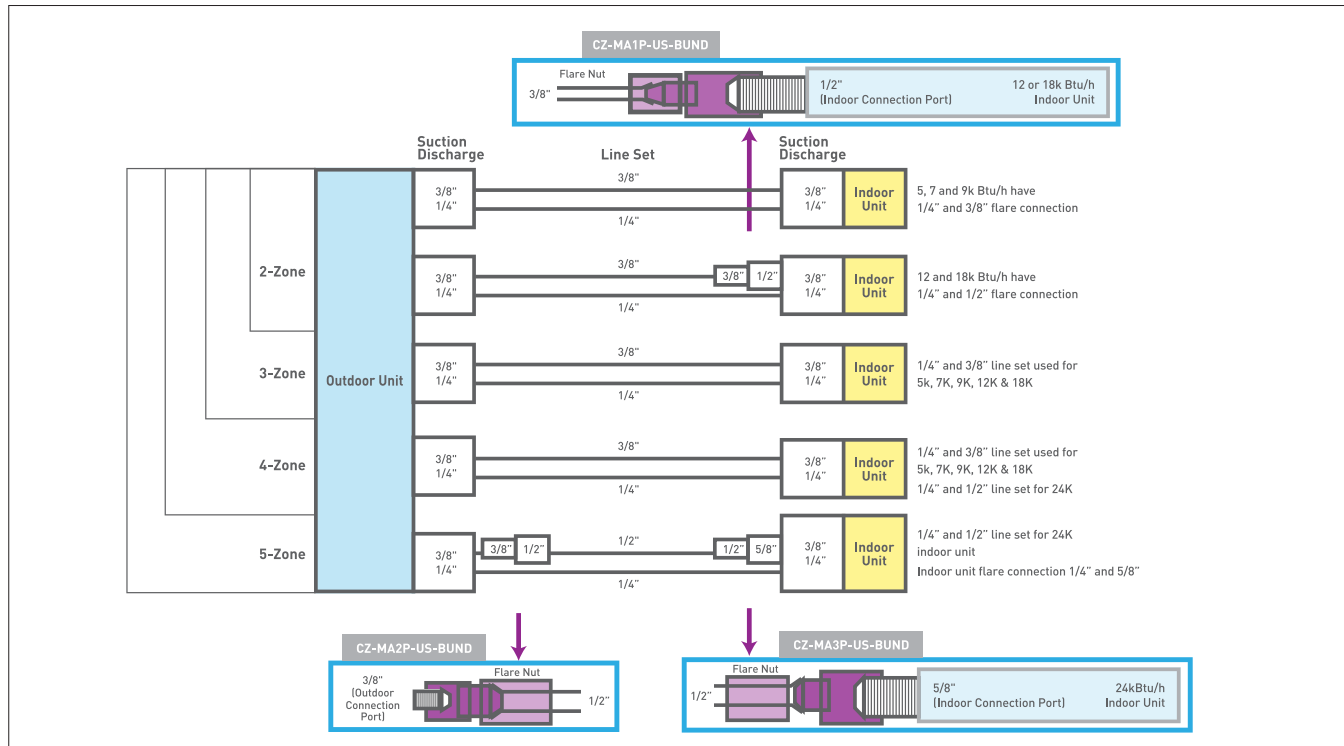 CZ-MA1P-US-BUND
Flare Nut
3/8"
1/2"
(Indoor Connection Port)
12 or 18k Btu/h
Indoor Unit
Suction
Discharge
Line Set
Suction
Discharge
3/8"
1/4"
3/8"
1/4"
3/8"
1/4"
Indoor
Unit
5, 7 and 9k Btu/h have
1/4" and 3/8" flare connection
2-Zone
3/8"
1/4"
3/8"
1/4"
3/8"
1/2"
3/8"
1/4"
Indoor
Unit
12 and 18k Btu/h have
1/4" and 1/2" flare connection
3-Zone
Outdoor Unit
3/8"
1/4"
3/8"
1/4"
3/8"
1/4"
Indoor
Unit
1/4" and 3/8" line set used for
5k, 7K, 9K, 12K & 18K
4-Zone
3/8"
1/4"
3/8"
1/4"
3/8"
1/4"
Indoor
Unit
1/4" and 3/8" line set used for
5k, 7K, 9K, 12K & 18K
1/4" and 1/2" line set for 24K
5-Zone
3/8"
1/4"
3/8"
1/2"
1/2"
1/4"
1/2"
5/8"
3/8"
1/4"
Indoor
Unit
1/4" and 1/2" line set for 24K
indoor unit
Indoor unit flare connection 1/4" and 5/8"
CZ-MA2P-US-BUND
3/8"
(Outdoor
Connection
Port)
Flare Nut
1/2"
CZ-MA3P-US-BUND
Flare Nut
1/2"
5/8"
(Indoor Connection Port)
24kBtu/h
Indoor Unit